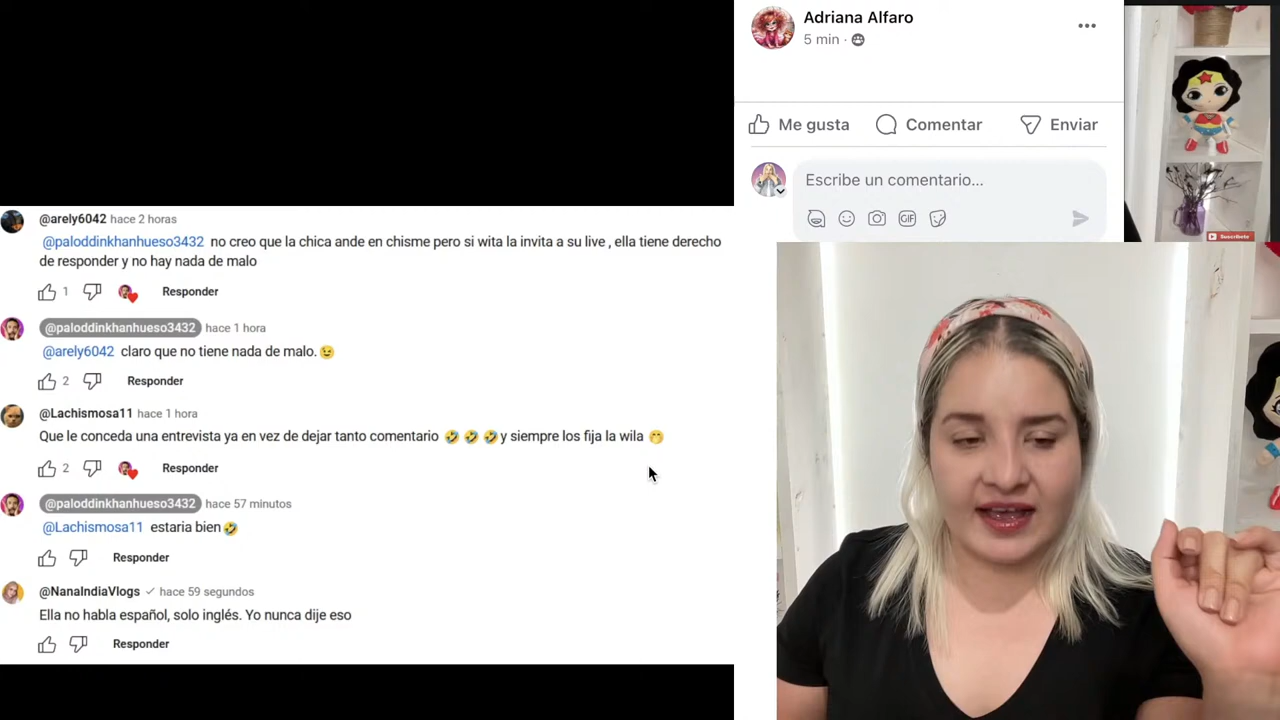 Adriana Alfaro
5 min
Me gusta
Comentar
Enviar
Escribe un comentario...
GIF
Suscríbete
@arely6042 hace 2 horas
@paloddinkhanhueso3432 no creo que la chica ande en chisme pero si wita la invita a su live , ella tiene derecho
de responder y no hay nada de malo
1 Responder
@paloddinkhanhueso3432 hace 1 hora
@arely6042 claro que no tiene nada de malo.😉
2 Responder
@Lachismosa11 hace 1 hora
Que le conceda una entrevista ya en vez de dejar tanto comentario 🤣 🤣 🤣y siempre los fija la wila 🤭
2 Responder
@paloddinkhanhueso3432 hace 57 minutos
@Lachismosa11 estaria bien🤣
Responder
@NanaIndiaVlogs hace 59 segundos
Ella no habla español, solo inglés. Yo nunca dije eso
Responder